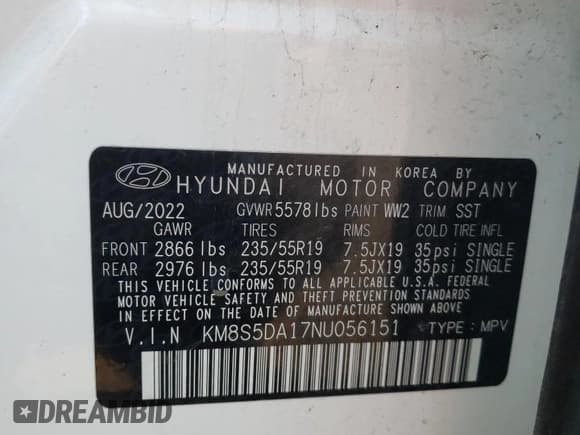 MANUFACTURED IN KOREA BY
HYUNDAI MOTOR COMPANY
AUG/2022 GVWR 5578 lbs PAINT WW2 TRIM SST
GAWR TIRES RIMS COLD TIRE INFL
FRONT 2866 lbs 235/55R19 7.5JX19 35psi SINGLE
REAR 2976 lbs 235/55R19 7.5JX19 35psi SINGLE
THIS VEHICLE CONFORMS TO ALL APPLICABLE U.S.A. FEDERAL
MOTOR VEHICLE SAFETY AND THEFT PREVENTION STANDARDS
IN EFFECT ON THE DATE OF MANUFACTURE SHOWN ABOVE.
V.I.N KM8S5DA17NU056151 TYPE : MPV
DREAMBID